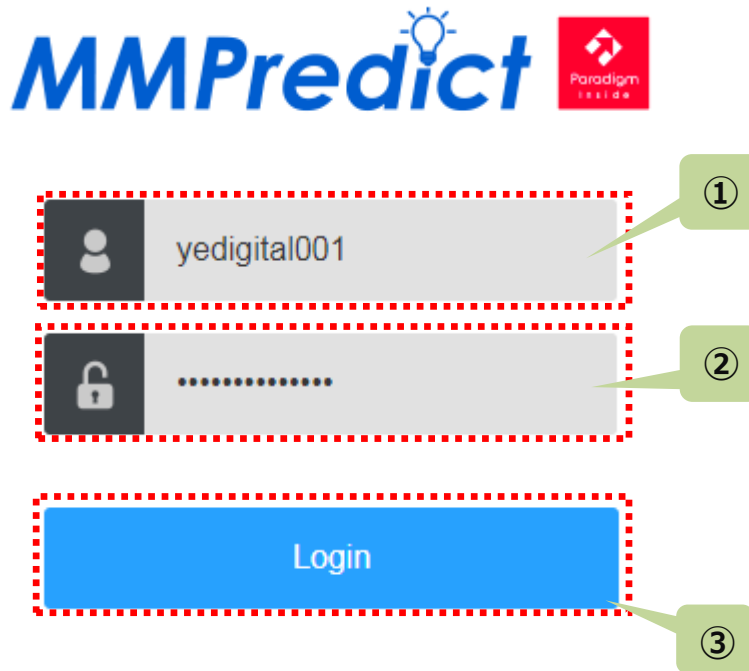 MMPredict
Paradigm
Inside
①
yedigital001
②
••••••••••••••
Login
③